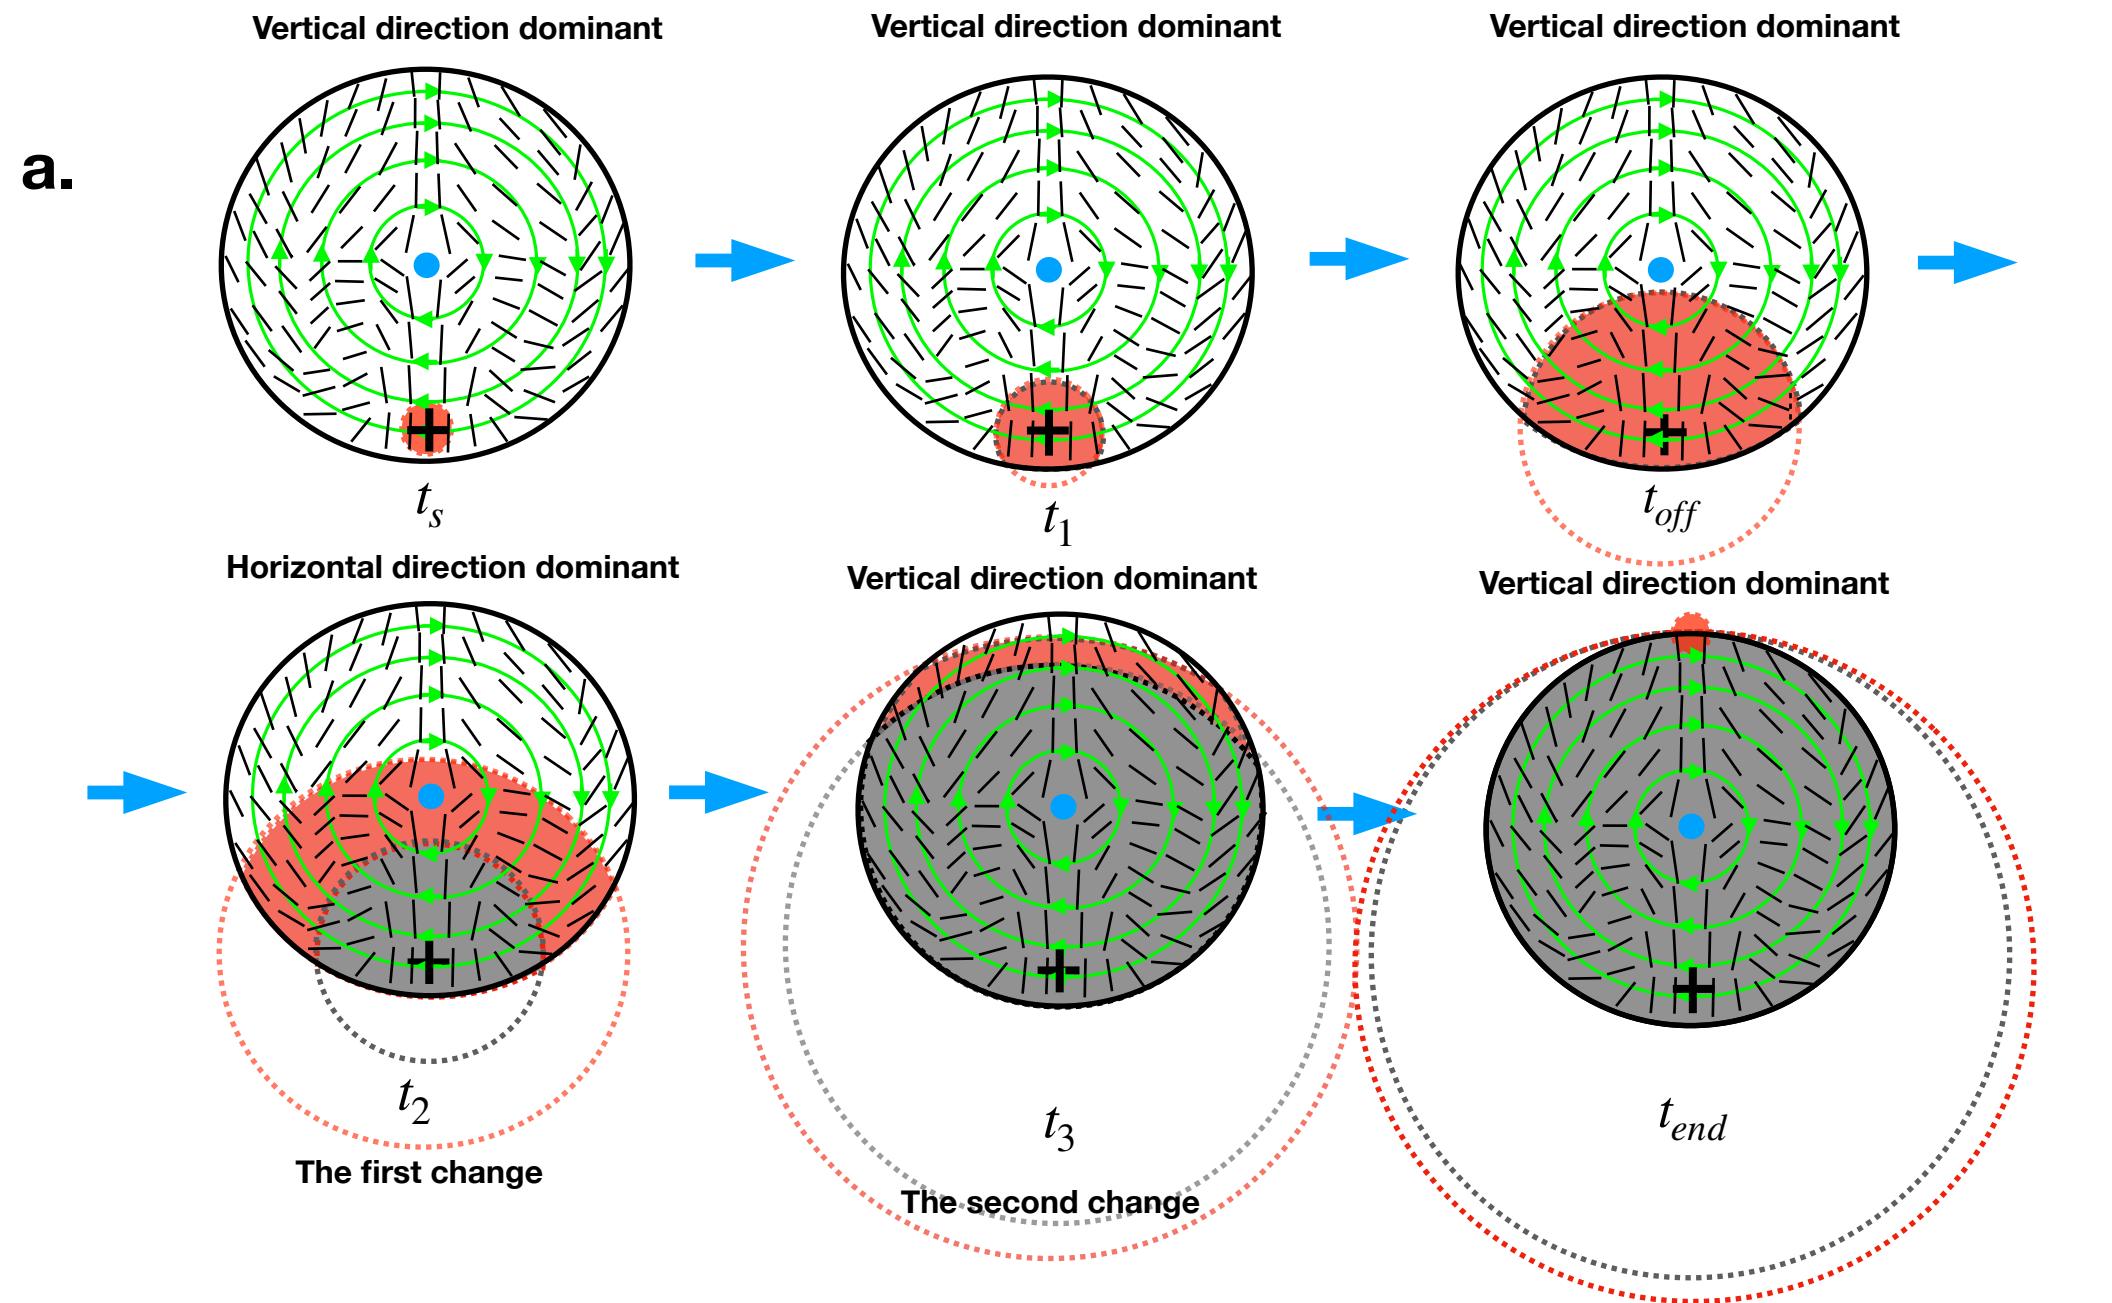 Vertical direction dominant
Vertical direction dominant
Vertical direction dominant
a.
t_s
t_1
t_off
Horizontal direction dominant
Vertical direction dominant
Vertical direction dominant
t_2
t_3
t_end
The first change
The second change